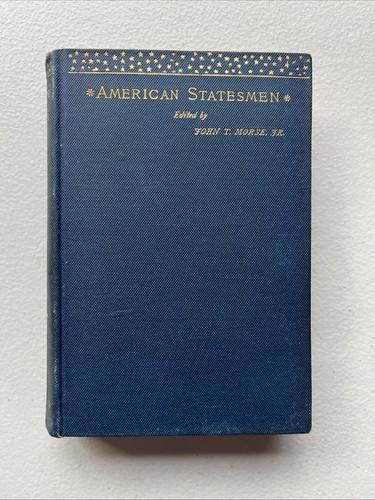 * AMERICAN STATESMEN *
Edited by
JOHN T. MORSE, JR.